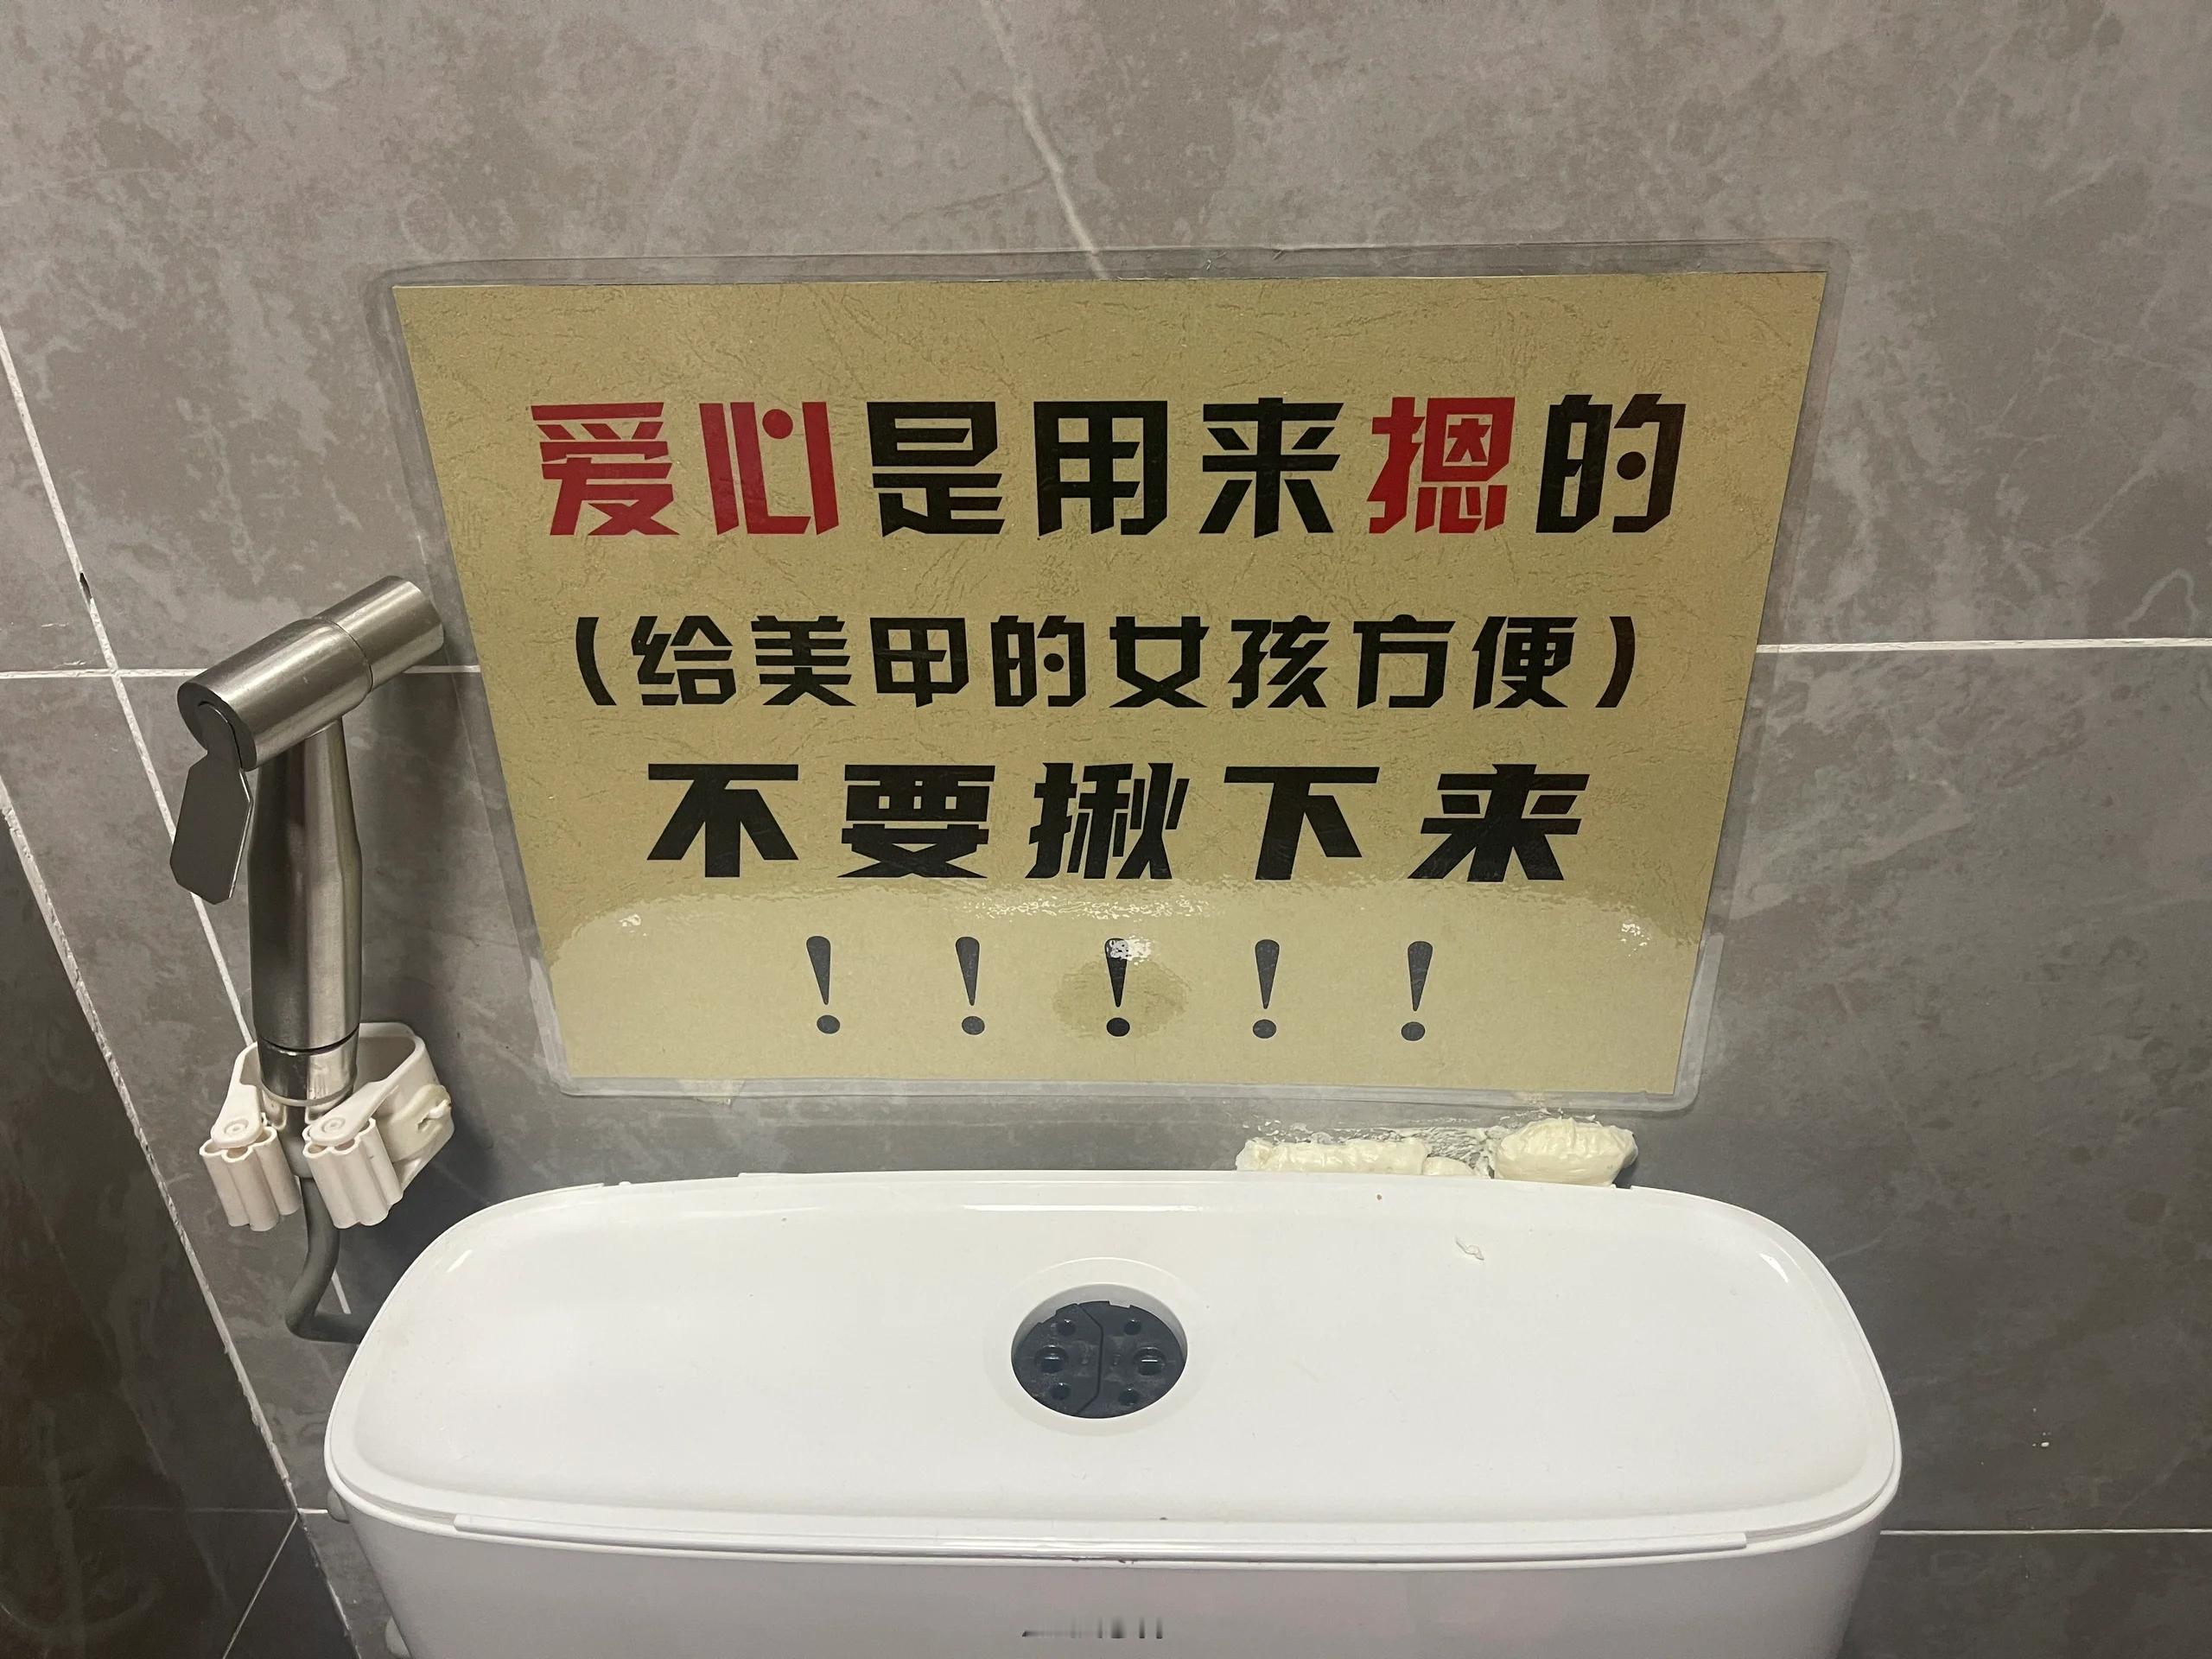 爱心是用来摁的
（给美甲的女孩方便）
不要揪下来
！！！！！